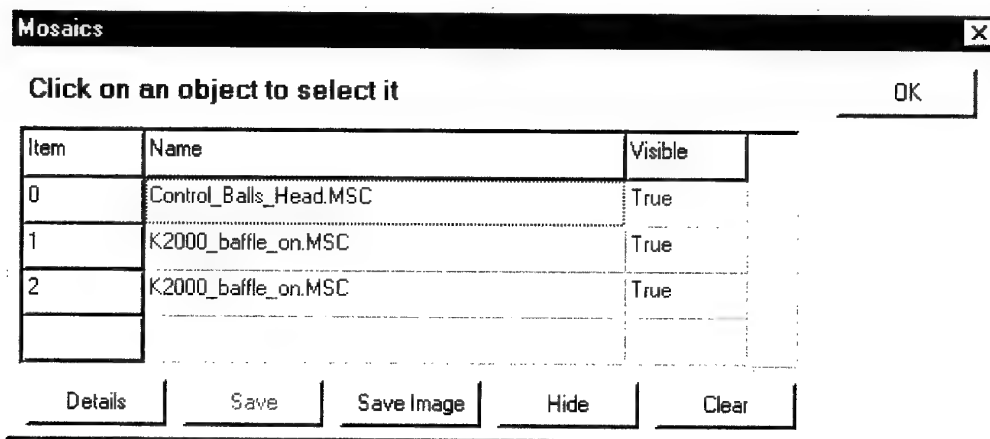 Mosaics
Click on an object to select it
OK
Item Name Visible
0 Control_Balls_Head.MSC True
1 K2000_baffle_on.MSC True
2 K2000_baffle_on.MSC True
Details Save Save Image Hide Clear